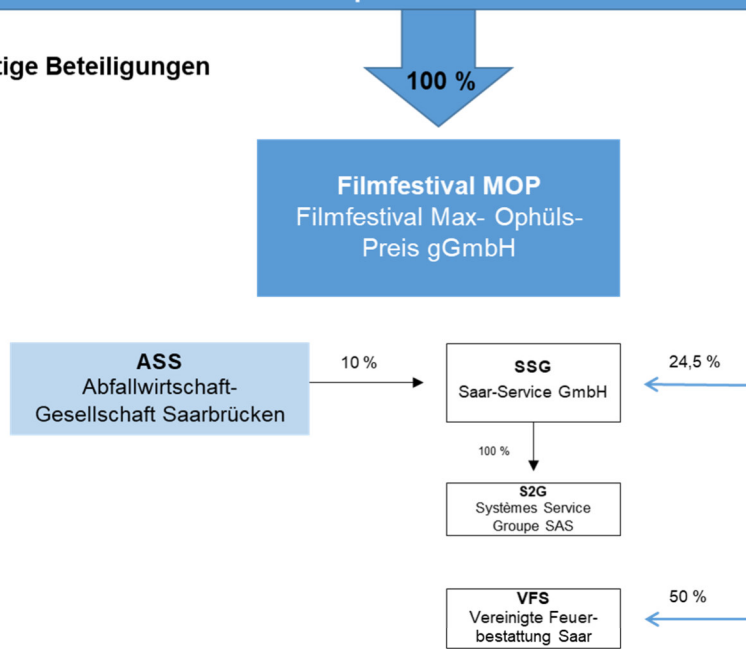 tige Beteiligungen
100 %
Filmfestival MOP
Filmfestival Max- Ophüls-
Preis gGmbH
ASS
Abfallwirtschaft-
Gesellschaft Saarbrücken
10 %
SSG
Saar-Service GmbH
24,5 %
100 %
S2G
Systèmes Service
Groupe SAS
VFS
Vereinigte Feuer-
bestattung Saar
50 %